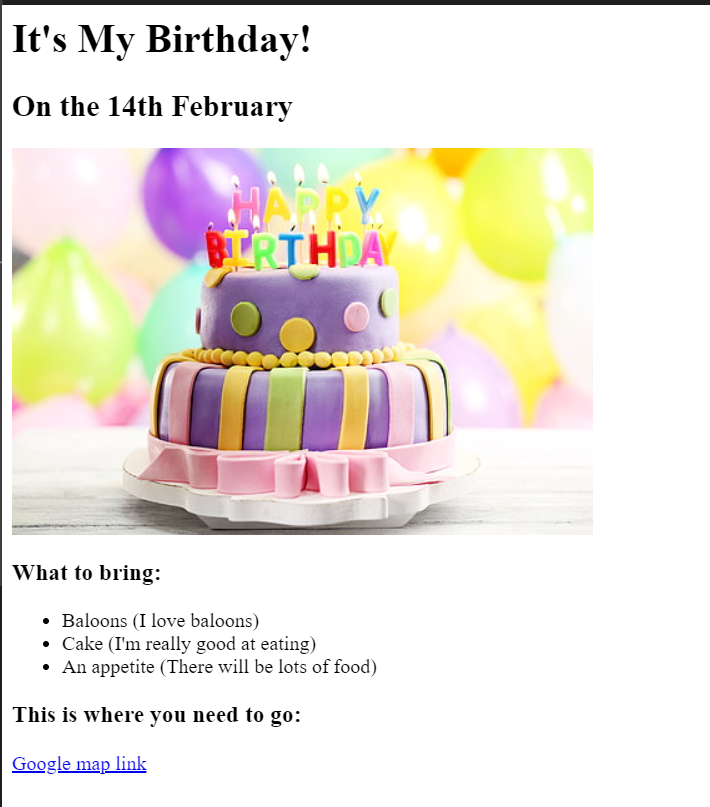 It's My Birthday!
On the 14th February
HAPPY
BIRTHDAY
What to bring:
Baloons (I love baloons)
Cake (I'm really good at eating)
An appetite (There will be lots of food)
This is where you need to go:
Google map link